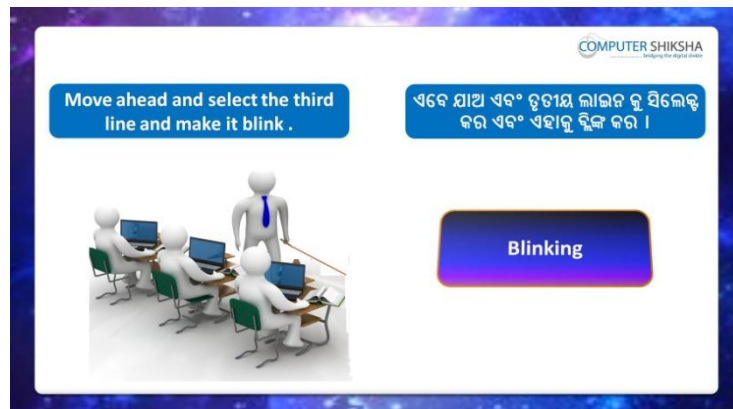 COMPUTER SHIKSHA
bridging the digital divide
Move ahead and select the third
line and make it blink .
ଏବେ ଯାଅ ଏବଂ ତୃତୀୟ ଲାଇନ କୁ ସିଲେକ୍ଟ
କର ଏବଂ ଏହାକୁ ବ୍ଲିଙ୍କ କର ।
Blinking